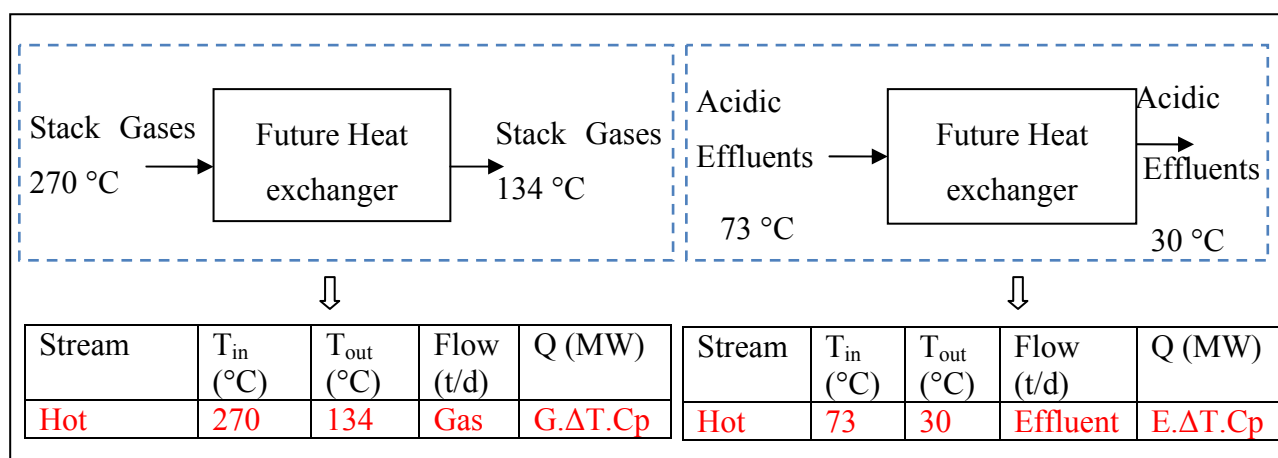 Stack Gases
270 °C
Future Heat
exchanger
Stack Gases
134 °C
Acidic
Effluents
73 °C
Future Heat
exchanger
Acidic
Effluents
30 °C
Stream Tin (°C) Tout (°C) Flow (t/d) Q (MW)
Hot 270 134 Gas G.ΔT.Cp
Stream Tin (°C) Tout (°C) Flow (t/d) Q (MW)
Hot 73 30 Effluent E.ΔT.Cp